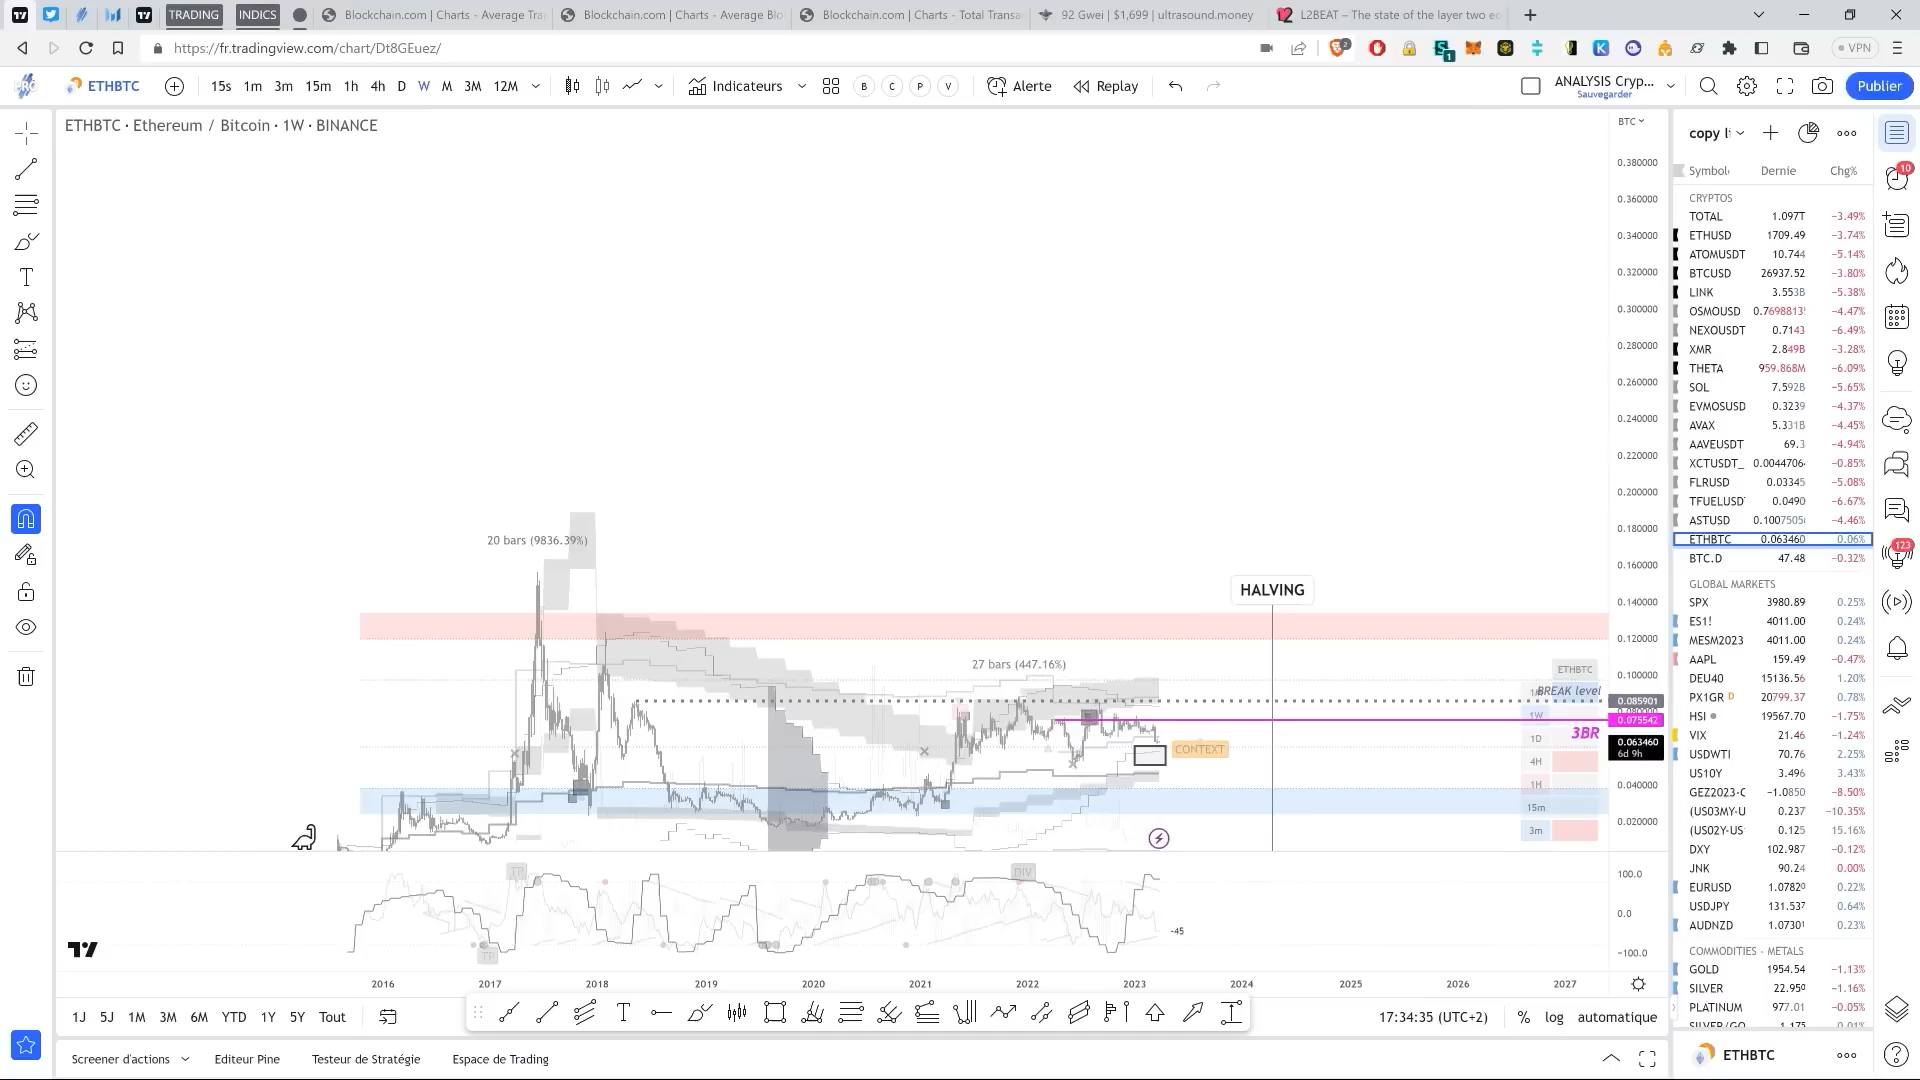 TRADING
INDICS
Blockchain.com | Charts - Average Tra
Blockchain.com | Charts - Average Blo
Blockchain.com | Charts - Total Transa
92 Gwei | $1,699 | ultrasound.money
L2BEAT – The state of the layer two ec
https://fr.tradingview.com/chart/Dt8GEuez/
2
1
VPN
ETHBTC
15s 1m 3m 15m 1h 4h D W M 3M 12M
Indicateurs
B C P V
Alerte
Replay
ANALYSIS Cryp...
Sauvegarder
Publier
ETHBTC · Ethereum / Bitcoin · 1W · BINANCE
BTC
0.380000
0.360000
0.340000
0.320000
0.300000
0.280000
0.260000
0.240000
0.220000
0.200000
0.180000
0.160000
0.140000
0.120000
0.100000
0.085901
0.075542
0.063460
6d 9h
0.040000
0.020000
20 bars (9836.39%)
27 bars (447.16%)
HALVING
ETHBTC
BREAK level
1W
3BR
1D
CONTEXT
4H
1H
15m
3m
TP
DIV
TP
100.0
0.0
-45
−100.0
2016 2017 2018 2019 2020 2021 2022 2023 2024 2025 2026 2027
1J 5J 1M 3M 6M YTD 1Y 5Y Tout
17:34:35 (UTC+2)
% log automatique
Screener d'actions
Editeur Pine
Testeur de Stratégie
Espace de Trading
copy li
Symbol Dernie Chg%
CRYPTOS
TOTAL 1.097T −3.49%
ETHUSD 1709.49 −3.74%
ATOMUSDT 10.744 −5.14%
BTCUSD 26937.52 −3.80%
LINK 3.553B −5.38%
OSMOUSD 0.7698813 −4.47%
NEXOUSDT 0.7143 −6.49%
XMR 2.849B −3.28%
THETA 959.868M −6.09%
SOL 7.592B −5.65%
EVMOSUSD 0.3239 −4.37%
AVAX 5.331B −4.45%
AAVEUSDT 69.3 −4.94%
XCTUSDT_ 0.0044706 −0.85%
FLRUSD 0.03345 −5.08%
TFUELUSD 0.0490 −6.67%
ASTUSD 0.1007505 −4.46%
ETHBTC 0.063460 0.06%
BTC.D 47.48 −0.32%
GLOBAL MARKETS
SPX 3980.89 0.25%
ES1! 4011.00 0.24%
MESM2023 4011.00 0.24%
AAPL 159.49 −0.47%
DEU40 15136.56 1.20%
PX1GR D 20799.37 0.78%
HSI 19567.70 −1.75%
VIX 21.46 −1.24%
USDWTI 70.76 2.25%
US10Y 3.496 3.43%
GEZ2023-G −1.0850 −8.50%
(US03MY-U 0.237 −10.35%
(US02Y-US 0.125 15.16%
DXY 102.987 −0.12%
JNK 90.24 0.00%
EURUSD 1.0782 0.22%
USDJPY 131.537 0.64%
AUDNZD 1.0730 0.23%
COMMODITIES - METALS
GOLD 1954.54 −1.13%
SILVER 22.95 −1.16%
PLATINUM 977.01 −0.05%
SILVER/GO 1.175 0.01%
ETHBTC
10
123